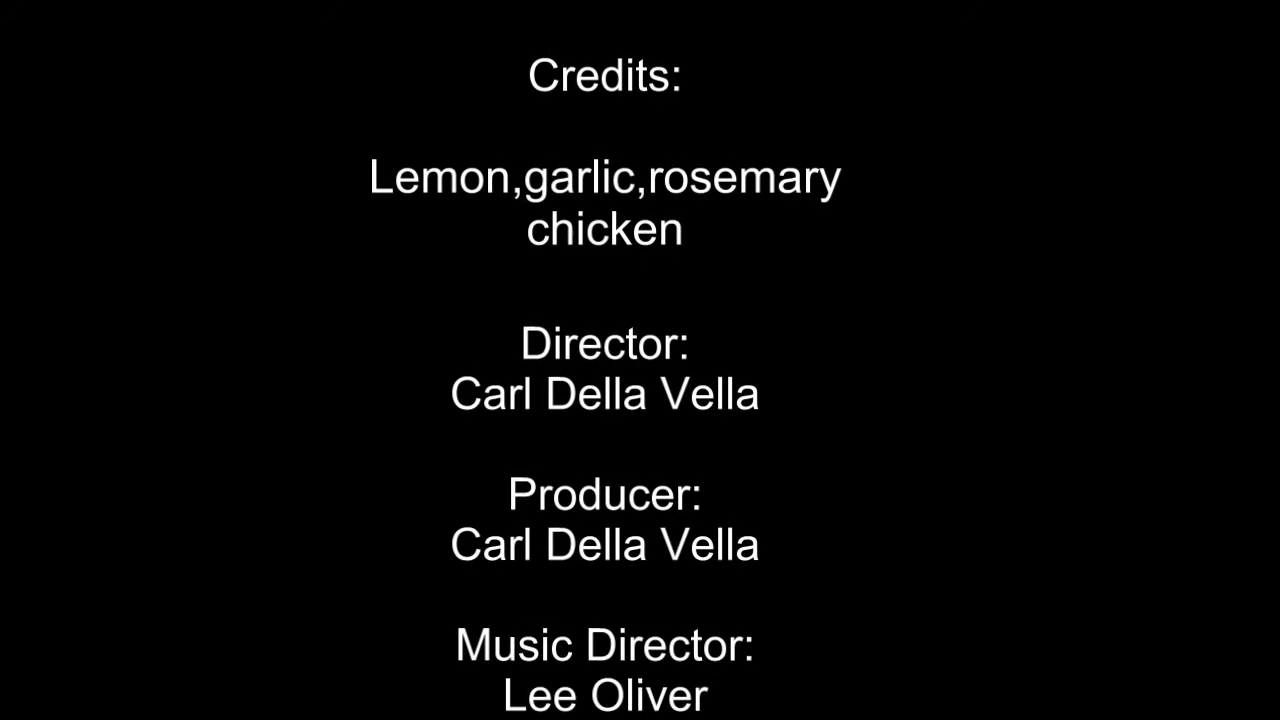 Credits:
Lemon,garlic,rosemary
chicken
Director:
Carl Della Vella
Producer:
Carl Della Vella
Music Director:
Lee Oliver